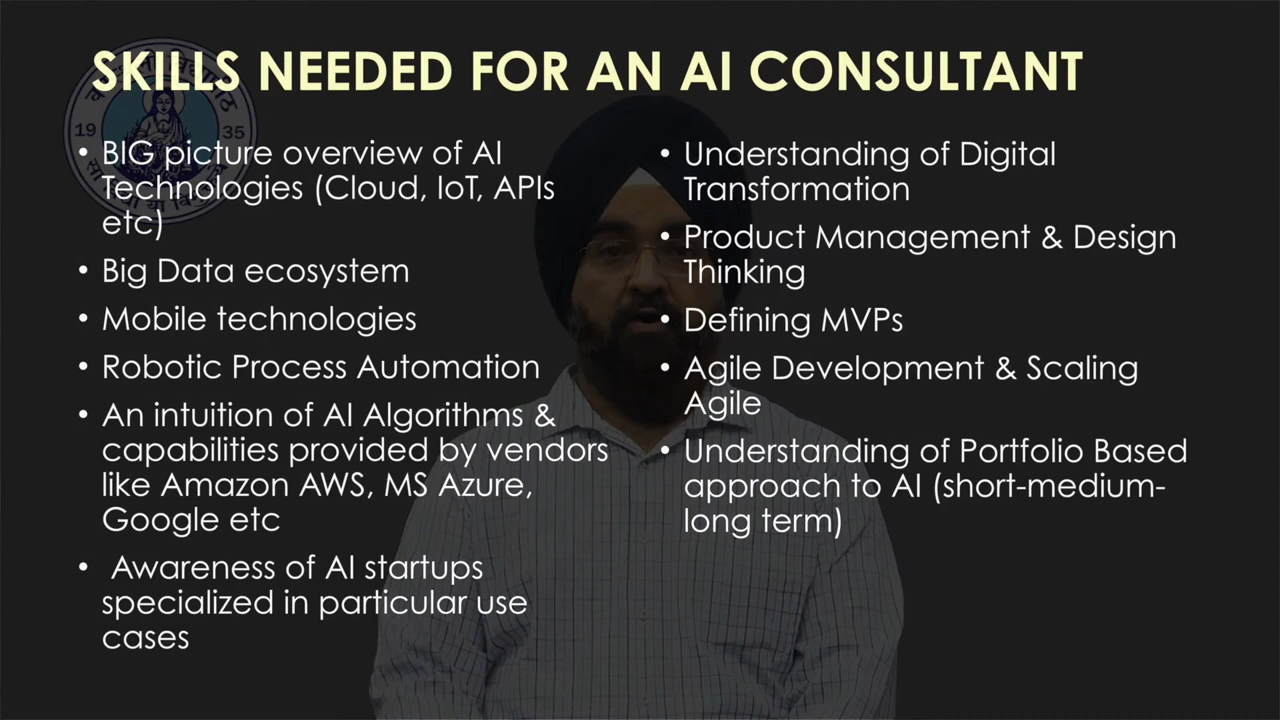 SKILLS NEEDED FOR AN AI CONSULTANT
19 35
• BIG picture overview of AI
Technologies (Cloud, IoT, APIs
etc)
• Big Data ecosystem
• Mobile technologies
• Robotic Process Automation
• An intuition of AI Algorithms &
capabilities provided by vendors
like Amazon AWS, MS Azure,
Google etc
• Awareness of AI startups
specialized in particular use
cases
• Understanding of Digital
Transformation
• Product Management & Design
Thinking
• Defining MVPs
• Agile Development & Scaling
Agile
• Understanding of Portfolio Based
approach to AI (short-medium-
long term)